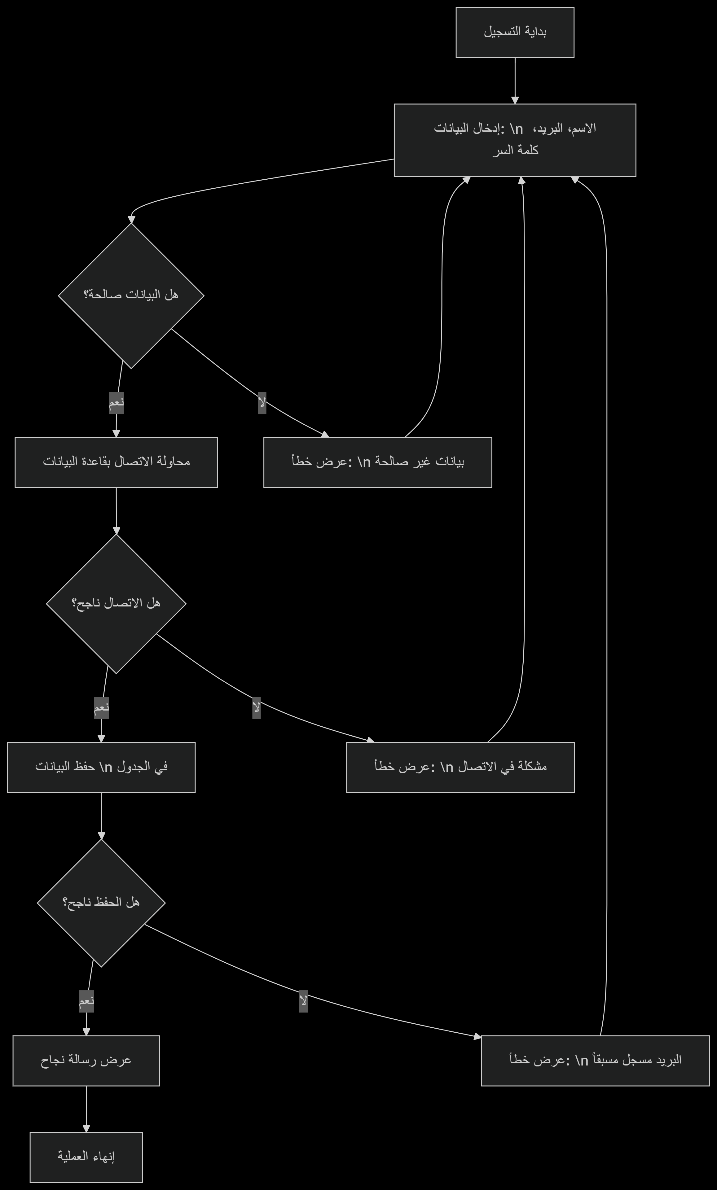 بداية التسجيل
إدخال البيانات: \n الاسم، البريد،
كلمة السر
هل البيانات صالحة؟
نعم
لا
محاولة الاتصال بقاعدة البيانات
عرض خطأ: \n بيانات غير صالحة
هل الاتصال ناجح؟
نعم
لا
حفظ البيانات \n في الجدول
عرض خطأ: \n مشكلة في الاتصال
هل الحفظ ناجح؟
نعم
لا
عرض رسالة نجاح
عرض خطأ: \n البريد مسجل مسبقاً
إنهاء العملية